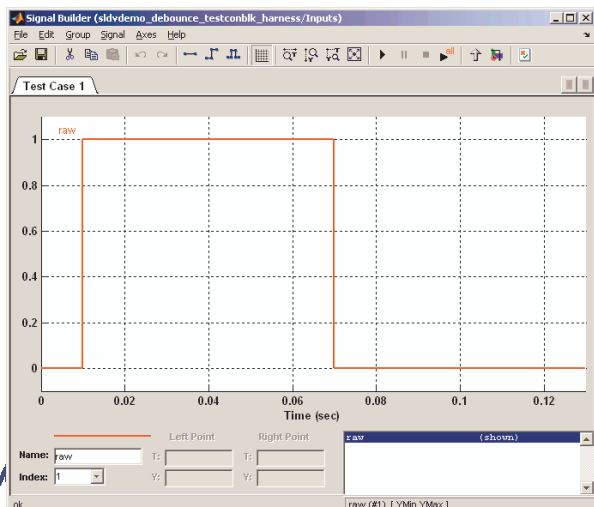 Signal Builder (sldvdemo_debounce_testconblk_harness/Inputs)
File Edit Group Signal Axes Help
all
Test Case 1
raw
1
0.8
0.6
0.4
0.2
0
0 0.02 0.04 0.06 0.08 0.1 0.12
Time (sec)
Left Point Right Point
Name: raw T: T:
Index: 1 Y: Y:
raw (shown)
ok raw (#1) [ YMin YMax ]